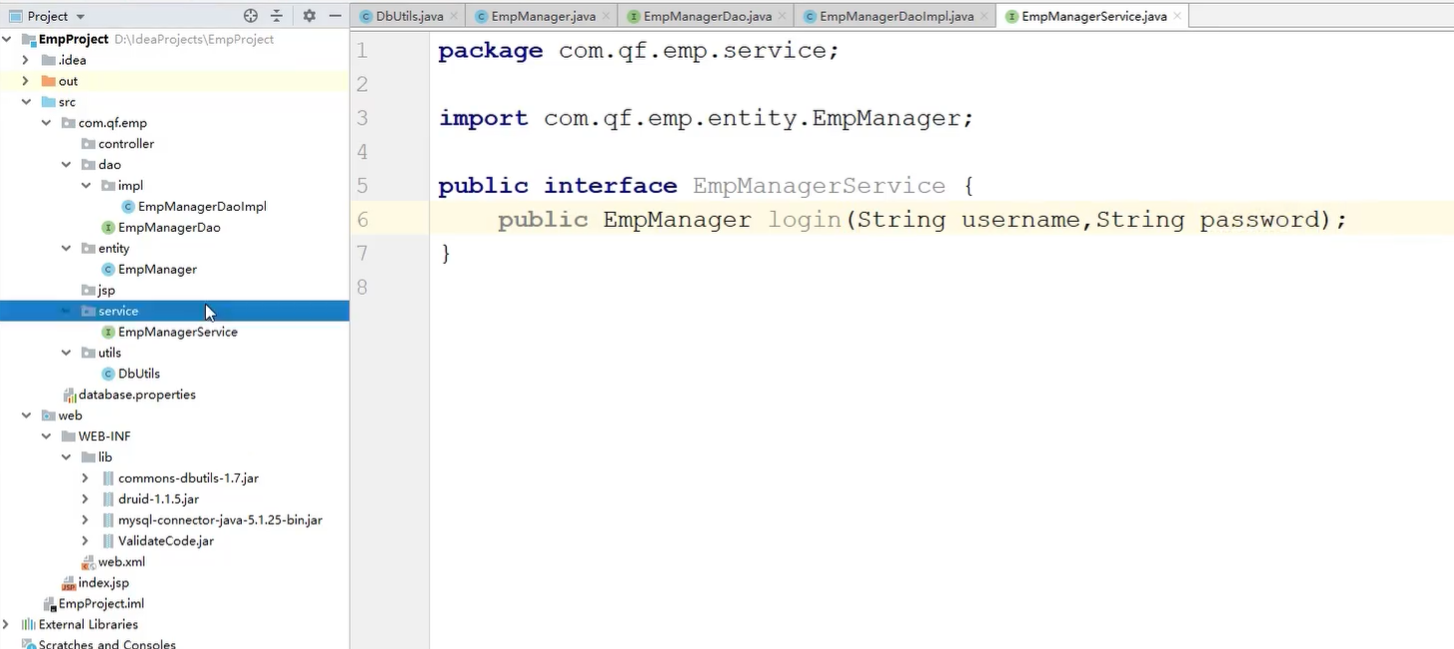 Project
DbUtils.java
EmpManager.java
EmpManagerDao.java
EmpManagerDaoImpl.java
EmpManagerService.java
EmpProject D:\IdeaProjects\EmpProject
.idea
out
src
com.qf.emp
controller
dao
impl
EmpManagerDaoImpl
EmpManagerDao
entity
EmpManager
jsp
service
EmpManagerService
utils
DbUtils
database.properties
web
WEB-INF
lib
commons-dbutils-1.7.jar
druid-1.1.5.jar
mysql-connector-java-5.1.25-bin.jar
ValidateCode.jar
web.xml
index.jsp
EmpProject.iml
External Libraries
Scratches and Consoles
1 package com.qf.emp.service;
2
3 import com.qf.emp.entity.EmpManager;
4
5 public interface EmpManagerService {
6 public EmpManager login(String username,String password);
7 }
8